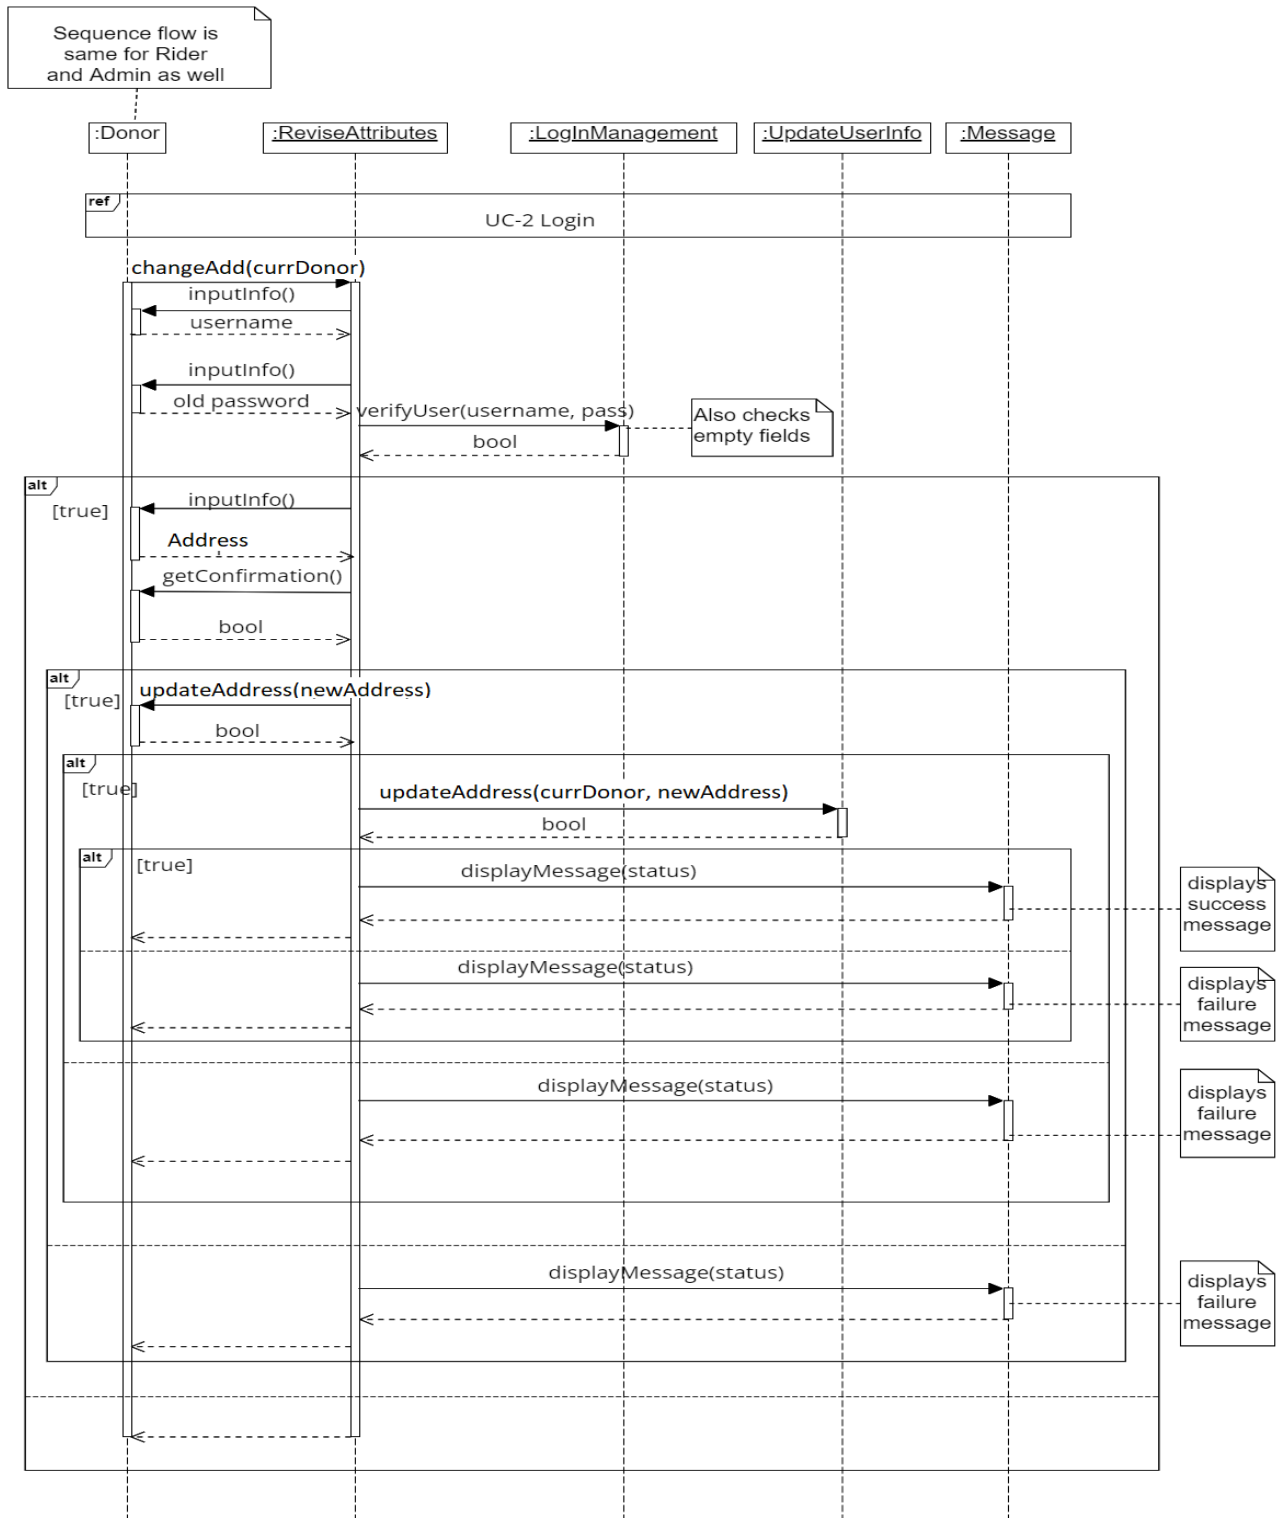 Sequence flow is
same for Rider
and Admin as well
:Donor
:ReviseAttributes
:LogInManagement
:UpdateUserInfo
:Message
ref
UC-2 Login
changeAdd(currDonor)
inputInfo()
username
inputInfo()
old password
verifyUser(username, pass)
Also checks
empty fields
bool
alt
[true]
inputInfo()
Address
getConfirmation()
bool
alt
[true]
updateAddress(newAddress)
bool
alt
[true]
updateAddress(currDonor, newAddress)
bool
alt
[true]
displayMessage(status)
displays
success
message
displayMessage(status)
displays
failure
message
displayMessage(status)
displays
failure
message
displayMessage(status)
displays
failure
message